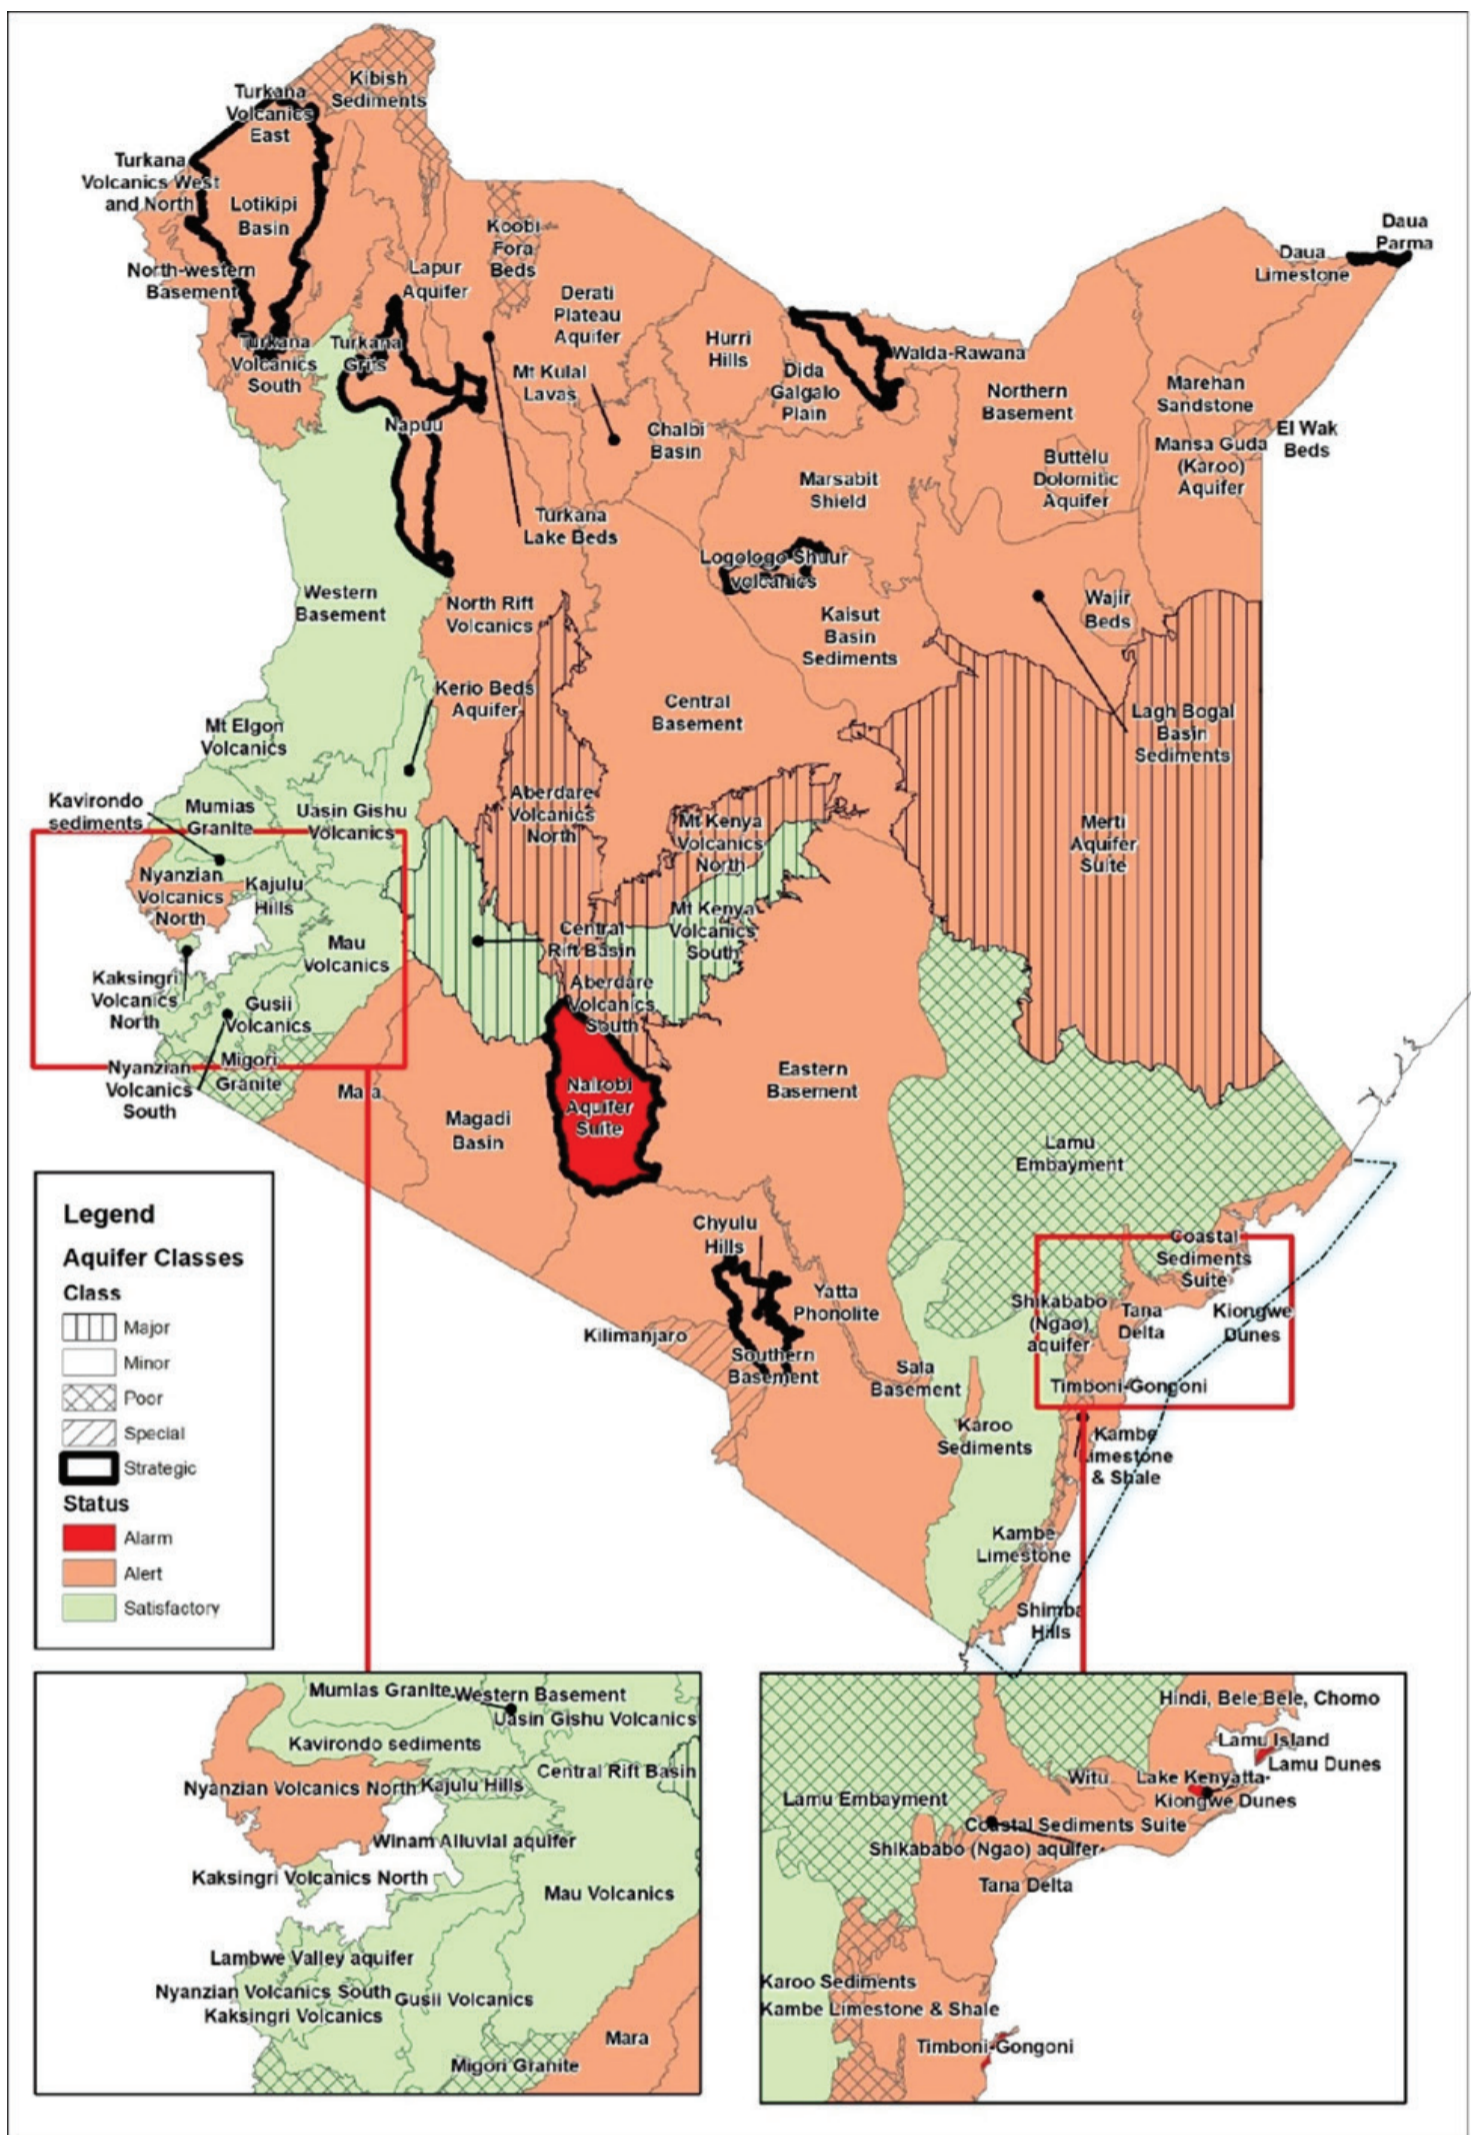 Kibish
Sediments
Turkana
Volcanics
East
Turkana
Volcanics West
and North
Lotikipi
Basin
North-western
Basement
Koobi
Fora
Beds
Lapur
Aquifer
Derati
Plateau
Aquifer
Daua
Parma
Daua
Limestone
Turkana
Volcanics
South
Turkana
Grits
Hurri
Hills
Walda-Rawana
Mt Kulal
Lavas
Dida
Galgalo
Plain
Northern
Basement
Marehan
Sandstone
Napuu
Chalbi
Basin
El Wak
Beds
Mansa Guda
(Karoo)
Aquifer
Buttelu
Dolomitic
Aquifer
Marsabit
Shield
Turkana
Lake Beds
Logologo-Shuur
volcanics
Western
Basement
North Rift
Volcanics
Wajir
Beds
Kaisut
Basin
Sediments
Kerio Beds
Aquifer
Central
Basement
Lagh Bogal
Basin
Sediments
Mt Elgon
Volcanics
Kavirondo
sediments
Mumias
Granite
Uasin Gishu
Volcanics
Aberdare
Volcanics
North
Mt Kenya
Volcanics
North
Merti
Aquifer
Suite
Nyanzian
Volcanics
North
Kajulu
Hills
Mau
Volcanics
Central
Rift Basin
Mt Kenya
Volcanics
South
Kaksingri
Volcanics
North
Gusii
Volcanics
Aberdare
Volcanics
South
Nyanzian
Volcanics
South
Migori
Granite
Mara
Magadi
Basin
Nairobi
Aquifer
Suite
Eastern
Basement
Lamu
Embayment
Legend
Aquifer Classes
Class
Major
Minor
Poor
Special
Strategic
Status
Alarm
Alert
Satisfactory
Chyulu
Hills
Yatta
Phonolite
Kilimanjaro
Southern
Basement
Coastal
Sediments
Suite
Shikababo
(Ngao)
aquifer
Tana
Delta
Kiongwe
Dunes
Sala
Basement
Timboni-Gongoni
Karoo
Sediments
Kambe
Limestone
& Shale
Kambe
Limestone
Shimba
Hills
Mumias Granite
Western Basement
Uasin Gishu Volcanics
Kavirondo sediments
Central Rift Basin
Nyanzian Volcanics North
Kajulu Hills
Winam Alluvial aquifer
Kaksingri Volcanics North
Mau Volcanics
Lambwe Valley aquifer
Nyanzian Volcanics South
Gusii Volcanics
Kaksingri Volcanics
Mara
Migori Granite
Hindi, Bele Bele, Chomo
Lamu Island
Lamu Dunes
Witu
Lake Kenyatta-
Kiongwe Dunes
Lamu Embayment
Coastal Sediments Suite
Shikababo (Ngao) aquifer
Tana Delta
Karoo Sediments
Kambe Limestone & Shale
Timboni-Gongoni